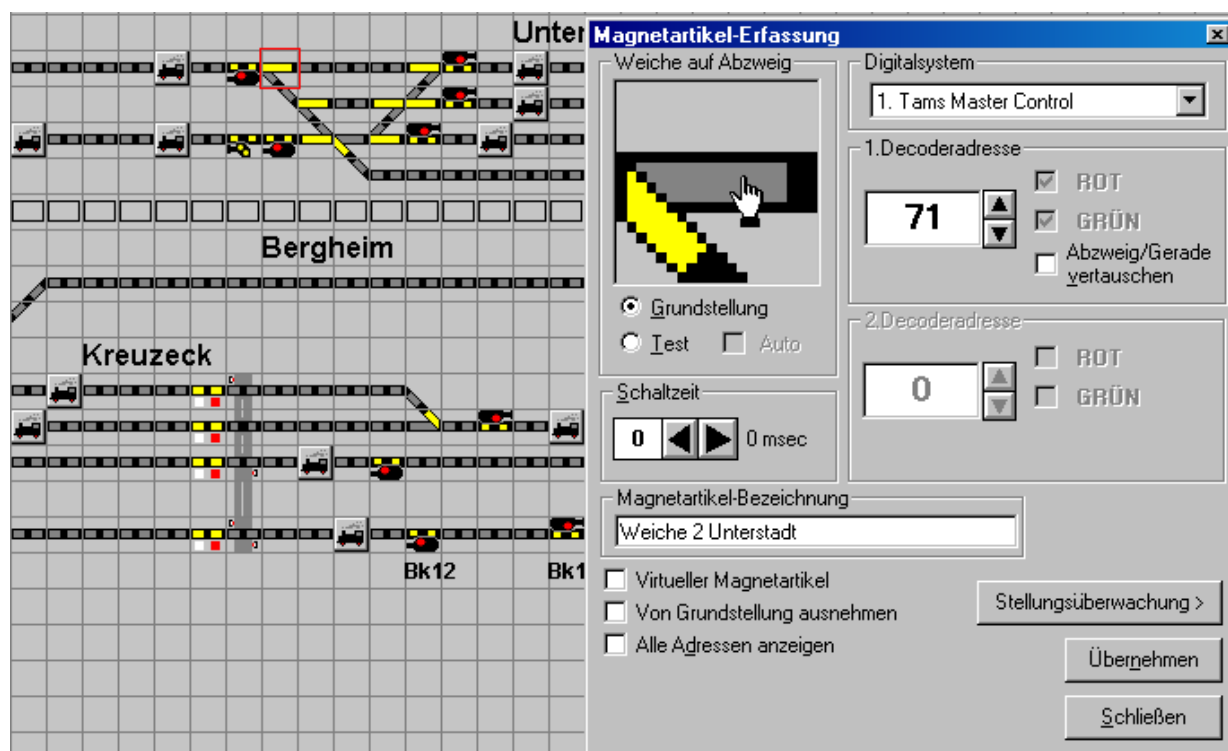 Unter
Bergheim
Kreuzeck
Bk12
Bk1
Magnetartikel-Erfassung
Weiche auf Abzweig
Grundstellung
Test
Auto
Schaltzeit
0
0 msec
Digitalsystem
1. Tams Master Control
1.Decoderadresse
71
ROT
GRÜN
Abzweig/Gerade
vertauschen
2.Decoderadresse
0
ROT
GRÜN
Magnetartikel-Bezeichnung
Weiche 2 Unterstadt
Virtueller Magnetartikel
Von Grundstellung ausnehmen
Alle Adressen anzeigen
Stellungsüberwachung >
Übernehmen
Schließen